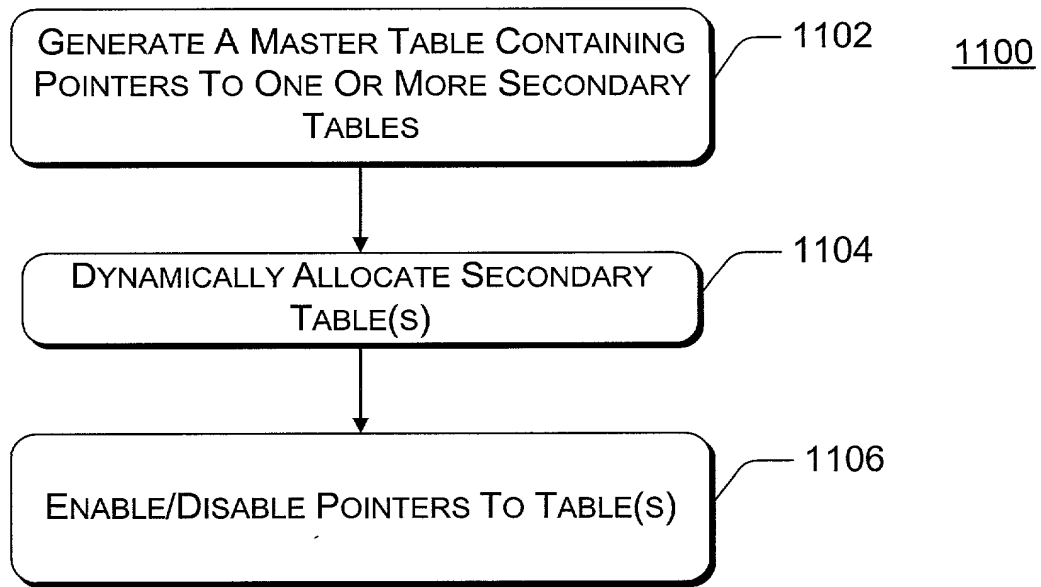 GENERATE A MASTER TABLE CONTAINING
POINTERS TO ONE OR MORE SECONDARY
TABLES
1102
1100
DYNAMICALLY ALLOCATE SECONDARY
TABLE(S)
1104
ENABLE/DISABLE POINTERS TO TABLE(S)
1106